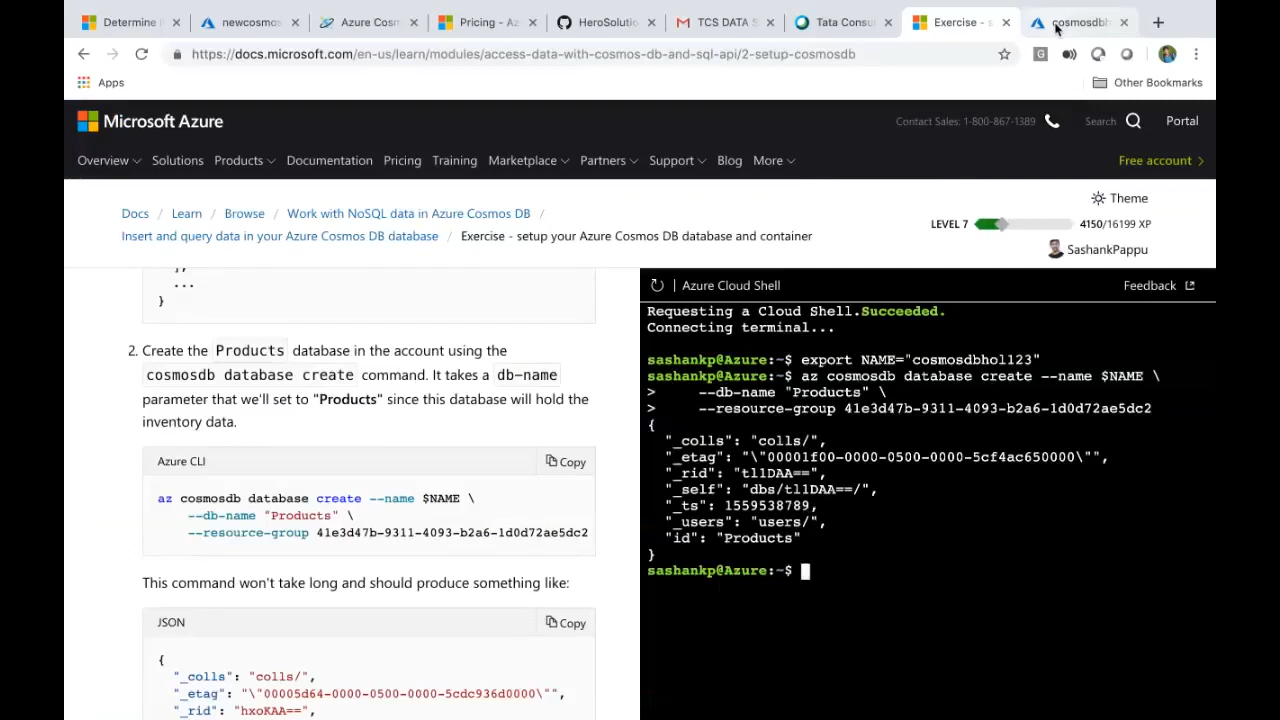 Determine
newcosmos
Azure Cosm
Pricing - Az
HeroSolutio
TCS DATA S
Tata Consul
Exercise - s
cosmosdbh
https://docs.microsoft.com/en-us/learn/modules/access-data-with-cosmos-db-and-sql-api/2-setup-cosmosdb
Apps
Other Bookmarks
Microsoft Azure
Contact Sales: 1-800-867-1389
Search
Portal
Overview
Solutions
Products
Documentation
Pricing
Training
Marketplace
Partners
Support
Blog
More
Free account
Docs / Learn / Browse / Work with NoSQL data in Azure Cosmos DB /
Insert and query data in your Azure Cosmos DB database / Exercise - setup your Azure Cosmos DB database and container
Theme
LEVEL 7
4150/16199 XP
SashankPappu
...
}
2. Create the Products database in the account using the
cosmosdb database create command. It takes a db-name
parameter that we'll set to "Products" since this database will hold the
inventory data.
Azure CLI
Copy
az cosmosdb database create --name $NAME \
--db-name "Products" \
--resource-group 41e3d47b-9311-4093-b2a6-1d0d72ae5dc2
This command won't take long and should produce something like:
JSON
Copy
{
"_colls": "colls/",
"_etag": "\"00005d64-0000-0500-0000-5cdc936d0000\"",
"_rid": "hxoKAA==",
Azure Cloud Shell
Feedback
Requesting a Cloud Shell.Succeeded.
Connecting terminal...
sashankp@Azure:~$ export NAME="cosmosdbhol123"
sashankp@Azure:~$ az cosmosdb database create --name $NAME \
> --db-name "Products" \
> --resource-group 41e3d47b-9311-4093-b2a6-1d0d72ae5dc2
{
"_colls": "colls/",
"_etag": "\"00001f00-0000-0500-0000-5cf4ac650000\"",
"_rid": "tl1DAA==",
"_self": "dbs/tl1DAA==/",
"_ts": 1559538789,
"_users": "users/",
"id": "Products"
}
sashankp@Azure:~$